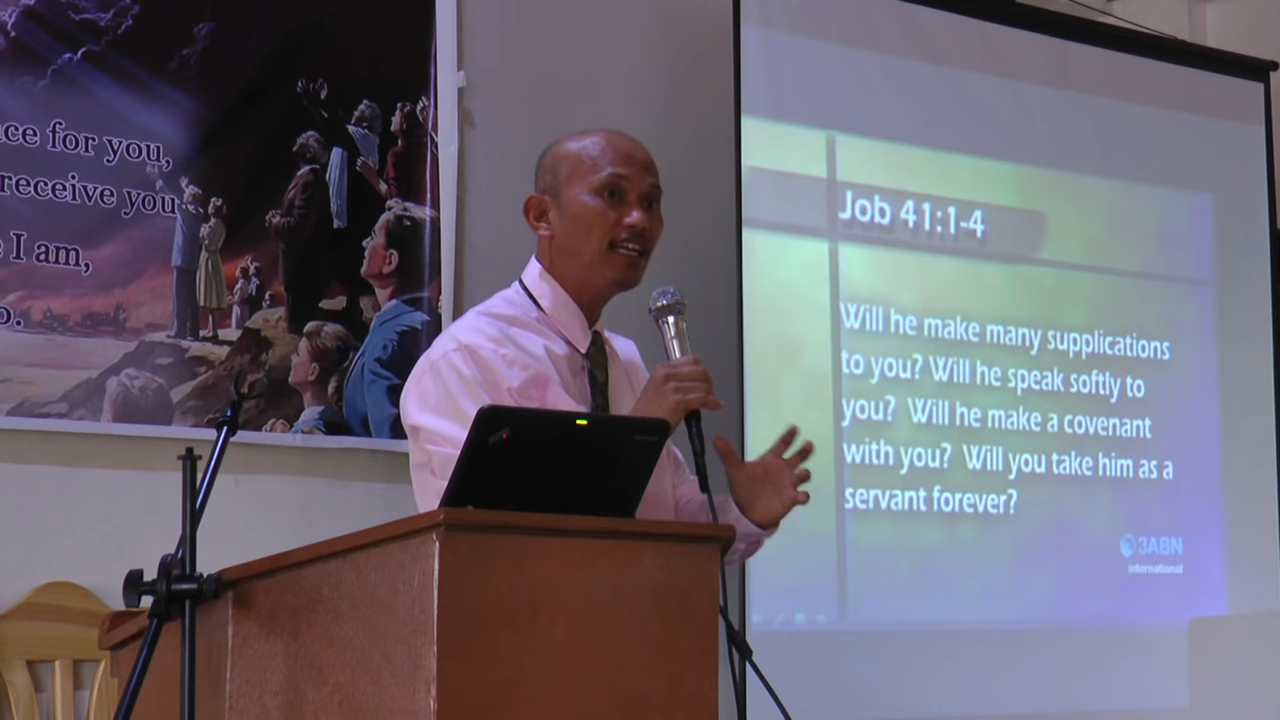 ce for you,
receive you
I am,
o.
Job 41:1-4
Will he make many supplications
to you? Will he speak softly to
you? Will he make a covenant
with you? Will you take him as a
servant forever?
3ABN
international